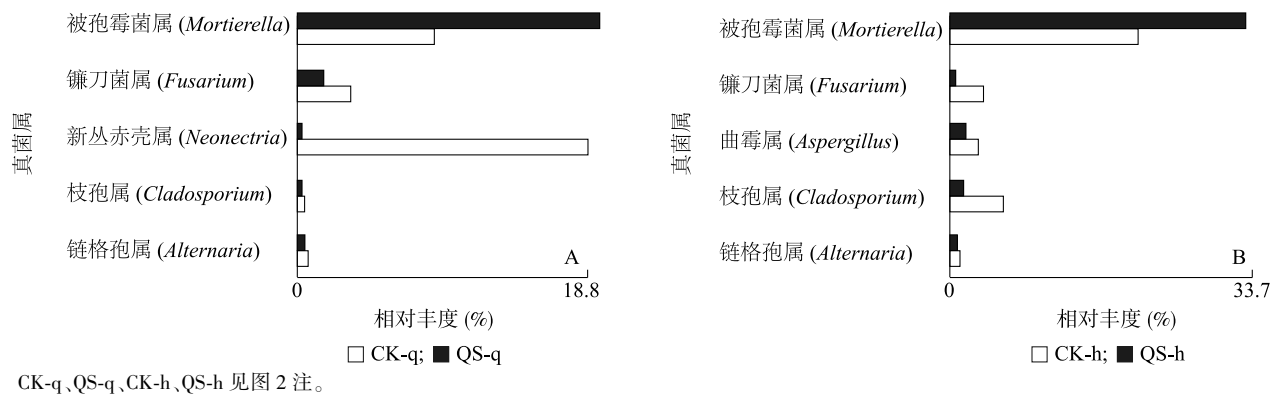 真菌属
被孢霉菌属 (Mortierella)
镰刀菌属 (Fusarium)
新丛赤壳属 (Neonectria)
枝孢属 (Cladosporium)
链格孢属 (Alternaria)
A
0
18.8
相对丰度 (%)
CK-q; QS-q
真菌属
被孢霉菌属 (Mortierella)
镰刀菌属 (Fusarium)
曲霉属 (Aspergillus)
枝孢属 (Cladosporium)
链格孢属 (Alternaria)
B
0
33.7
相对丰度 (%)
CK-h; QS-h
CK-q、QS-q、CK-h、QS-h 见图 2 注。